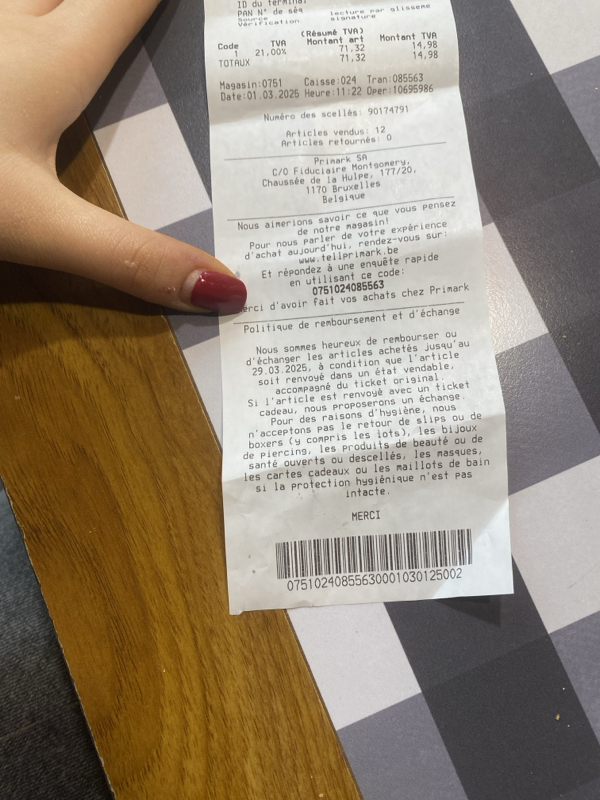 ID du terminal
PAN N° de séq
Source lecture par glisseme
Vérification signature
(Résumé TVA)
Code TVA Montant art Montant TVA
1 21,00% 71,32 14,98
TOTAUX 71,32 14,98
Magasin:0751 Caisse:024 Tran:085563
Date:01.03.2025 Heure:11:22 Oper:10695986
Numéro des scellés: 90174791
Articles vendus: 12
Articles retournés: 0
Primark SA
C/O Fiduciaire Montgomery,
Chaussée de la Hulpe, 177/20,
1170 Bruxelles
Belgique
Nous aimerions savoir ce que vous pensez
de notre magasin!
Pour nous parler de votre expérience
d'achat aujourd'hui, rendez-vous sur:
www.tellprimark.be
Et répondez à une enquête rapide
en utilisant ce code:
0751024085563
erci d'avoir fait vos achats chez Primark
Politique de remboursement et d'échange
Nous sommes heureux de rembourser ou
d'échanger les articles achetés jusqu'au
29.03.2025, à condition que l'article
soit renvoyé dans un état vendable,
accompagné du ticket original.
Si l'article est renvoyé avec un ticket
cadeau, nous proposerons un échange.
Pour des raisons d'hygiène, nous
n'acceptons pas le retour de slips ou de
boxers (y compris les lots), les bijoux
de piercing, les produits de beauté ou de
santé ouverts ou descellés, les masques,
les cartes cadeaux ou les maillots de bain
si la protection hygiénique n'est pas
intacte.
MERCI
07510240855630001030125002